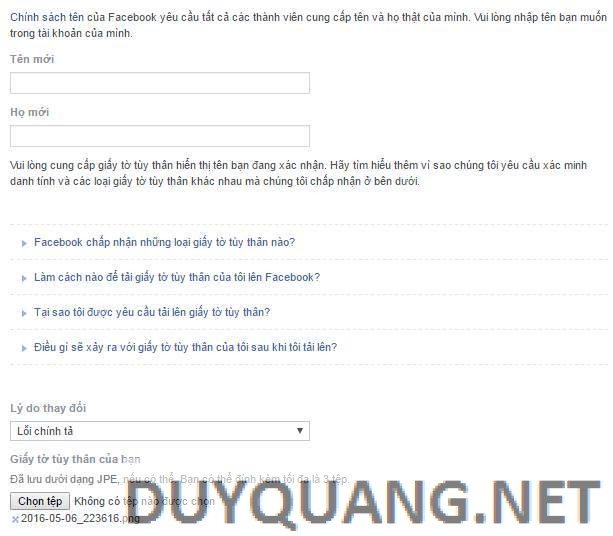 Chính sách tên của Facebook yêu cầu tất cả các thành viên cung cấp tên và họ thật của mình. Vui lòng nhập tên bạn muốn
trong tài khoản của mình.
Tên mới
Họ mới
Vui lòng cung cấp giấy tờ tùy thân hiển thị tên bạn đang xác nhận. Hãy tìm hiểu thêm vì sao chúng tôi yêu cầu xác minh
danh tính và các loại giấy tờ tùy thân khác nhau mà chúng tôi chấp nhận ở bên dưới.
Facebook chấp nhận những loại giấy tờ tùy thân nào?
Làm cách nào để tải giấy tờ tùy thân của tôi lên Facebook?
Tại sao tôi được yêu cầu tải lên giấy tờ tùy thân?
Điều gì sẽ xảy ra với giấy tờ tùy thân của tôi sau khi tôi tải lên?
Lý do thay đổi
Lỗi chính tả
Giấy tờ tùy thân của bạn
Đã lưu dưới dạng JPE, nếu có thể. Bạn có thể đính kèm tối đa là 3 tệp.
Chọn tệp Không có tệp nào được chọn
2016-05-06_223616.png
DUYQUANG.NET